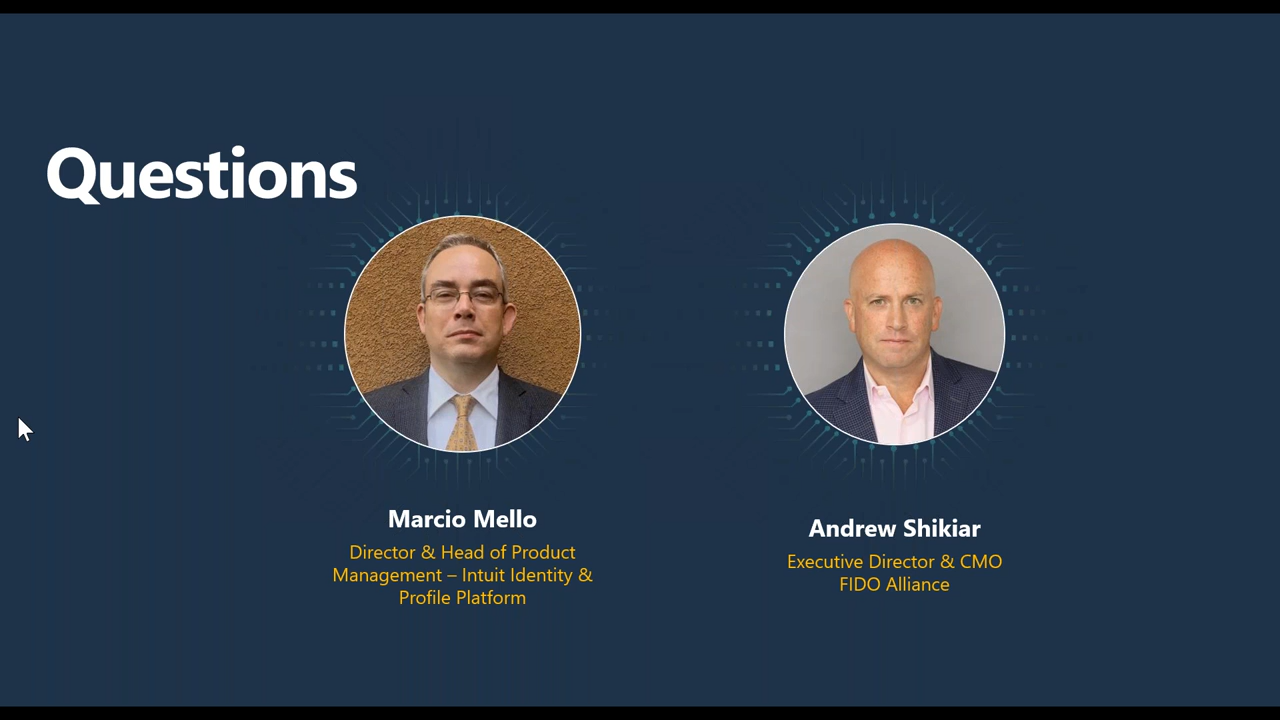 Questions
Marcio Mello
Director & Head of Product
Management – Intuit Identity &
Profile Platform
Andrew Shikiar
Executive Director & CMO
FIDO Alliance